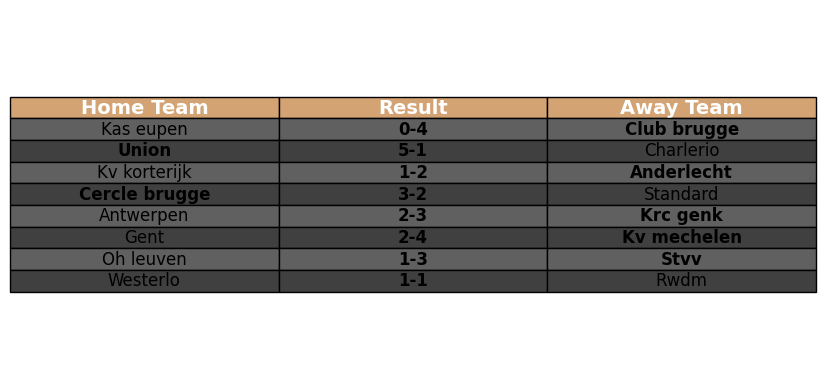 Home Team Result Away Team
Kas eupen 0-4 Club brugge
Union 5-1 Charlerio
Kv korterijk 1-2 Anderlecht
Cercle brugge 3-2 Standard
Antwerpen 2-3 Krc genk
Gent 2-4 Kv mechelen
Oh leuven 1-3 Stvv
Westerlo 1-1 Rwdm